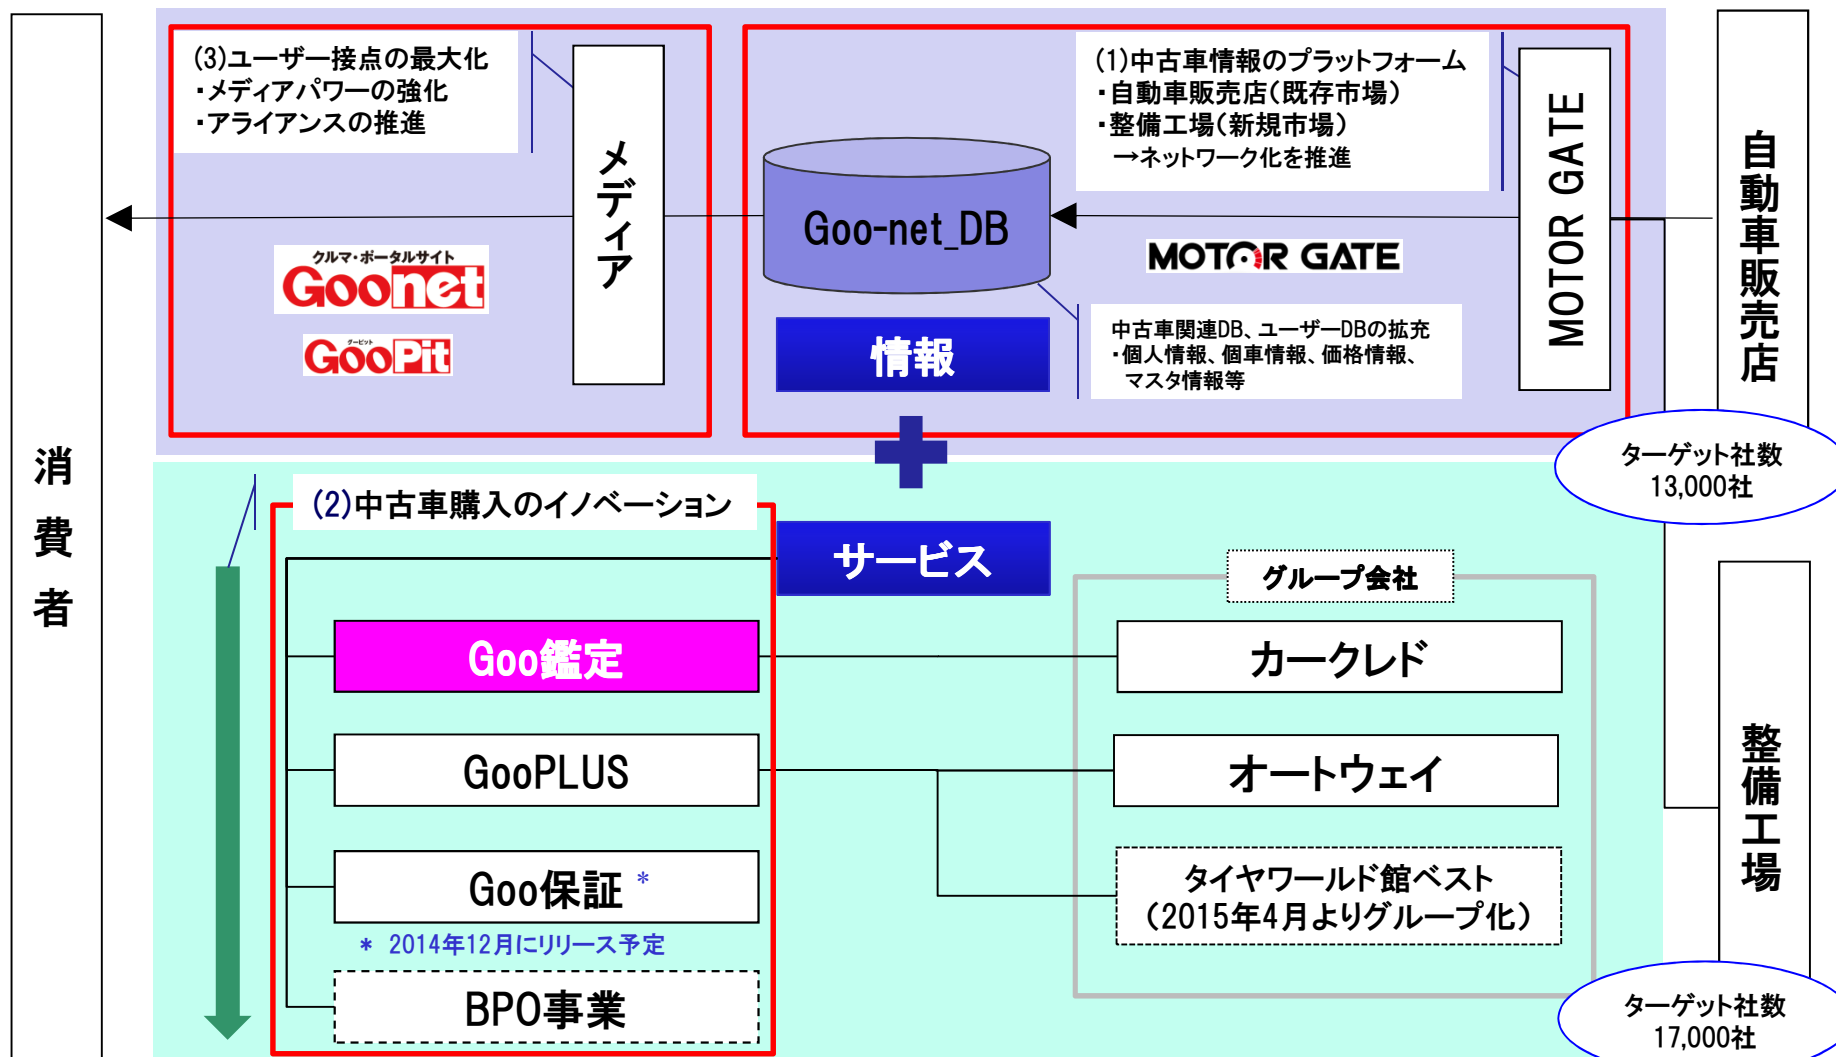 消費者
(3)ユーザー接点の最大化
・メディアパワーの強化
・アライアンスの推進
メディア
クルマ・ポータルサイト
Goonet
グーピット
GooPit
(1)中古車情報のプラットフォーム
・自動車販売店(既存市場)
・整備工場(新規市場)
→ネットワーク化を推進
Goo-net_DB
MOTOR GATE
MOTOR GATE
情報
中古車関連DB、ユーザーDBの拡充
・個人情報、個車情報、価格情報、
マスタ情報等
自動車販売店
ターゲット社数
13,000社
(2)中古車購入のイノベーション
サービス
グループ会社
Goo鑑定
カークレド
GooPLUS
オートウェイ
Goo保証 *
* 2014年12月にリリース予定
タイヤワールド館ベスト
(2015年4月よりグループ化)
BPO事業
整備工場
ターゲット社数
17,000社